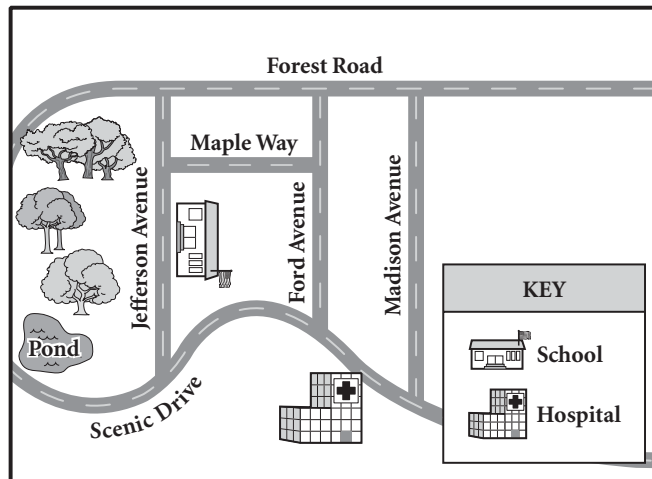 Forest Road
Maple Way
Jefferson Avenue
Ford Avenue
Madison Avenue
Pond
Scenic Drive
KEY
School
Hospital